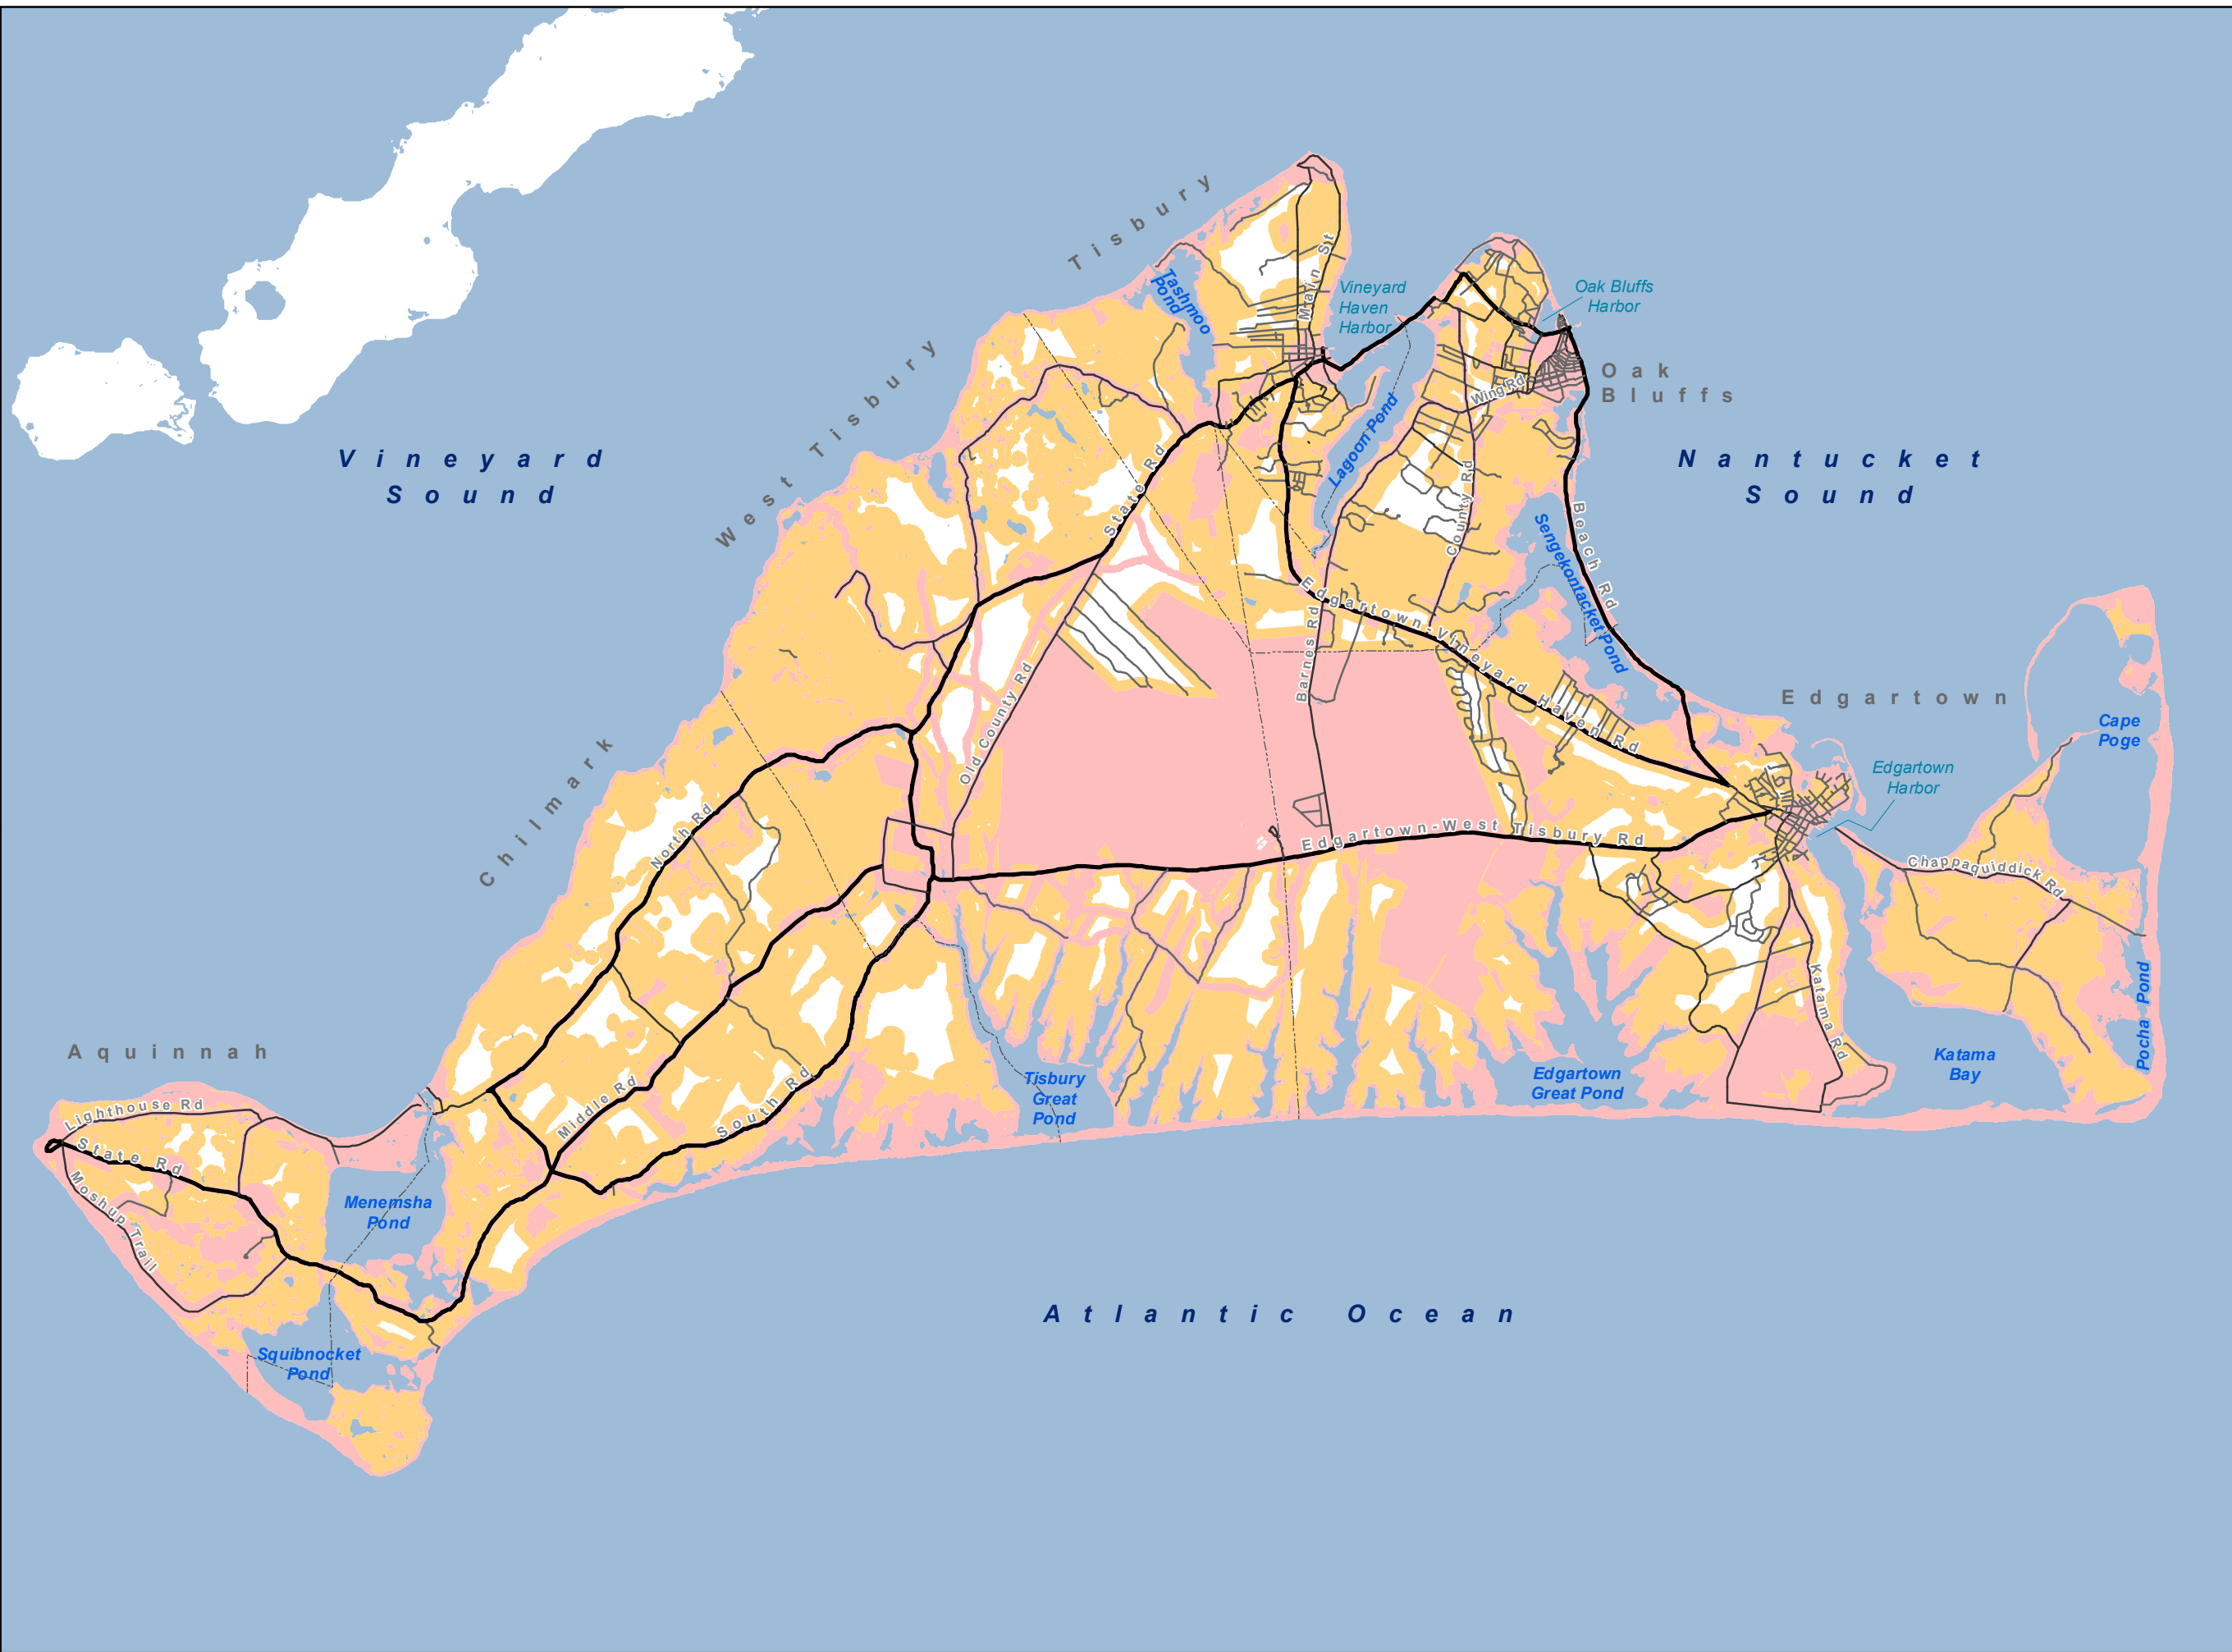 Tisbury
Tashmoo
Pond
Main St
Vineyard
Haven
Harbor
Oak Bluffs
Harbor
Oak
Bluffs
West Tisbury
Wing Rd
Lagoon Pond
Vineyard
Sound
Nantucket
Sound
State Rd
County Rd
Beach Rd
Sengekontacket Pond
Edgartown-Vineyard Haven Rd
Barnes Rd
Old County Rd
Edgartown
Cape
Poge
Edgartown
Harbor
Chilmark
North Rd
Edgartown-West Tisbury Rd
Chappaquiddick Rd
Katama Rd
Pocha Pond
Katama
Bay
Edgartown
Great Pond
Tisbury
Great
Pond
Aquinnah
Lighthouse Rd
State Rd
Moshup Trail
Middle Rd
South Rd
Menemsha
Pond
Squibnocket
Pond
Atlantic Ocean